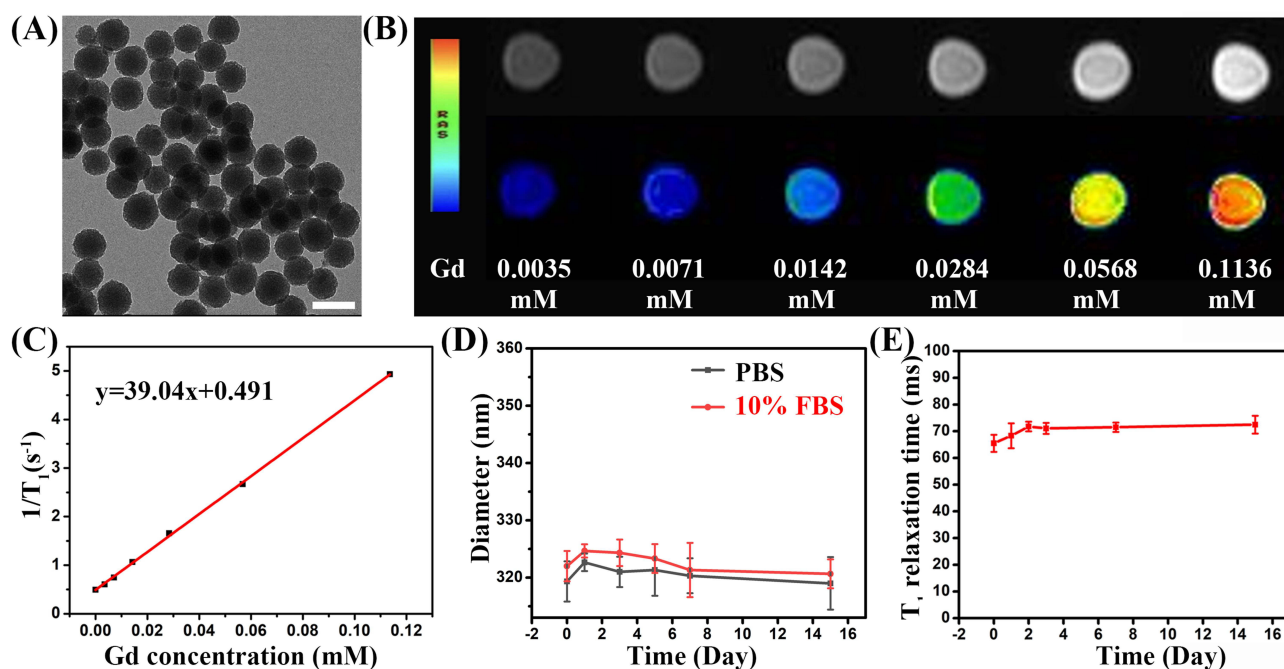 (A)
(B)
RAS
Gd 0.0035 0.0071 0.0142 0.0284 0.0568 0.1136
mM mM mM mM mM mM
(C)
y=39.04x+0.491
1/T₁(s⁻¹)
5
4
3
2
1
0
0.00 0.02 0.04 0.06 0.08 0.10 0.12
Gd concentration (mM)
(D)
PBS
10% FBS
Diameter (nm)
360
350
340
330
320
-2 0 2 4 6 8 10 12 14 16
Time (Day)
(E)
T₁ relaxation time (ms)
100
90
80
70
60
50
40
30
20
10
0
-2 0 2 4 6 8 10 12 14 16
Time (Day)